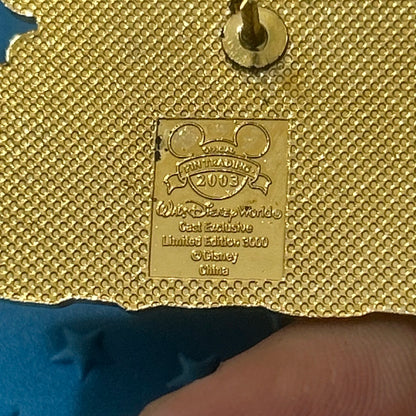 OFFICIAL
PIN TRADING
2003
Walt Disney World®
Cast Exclusive
Limited Edition 3000
© Disney
China